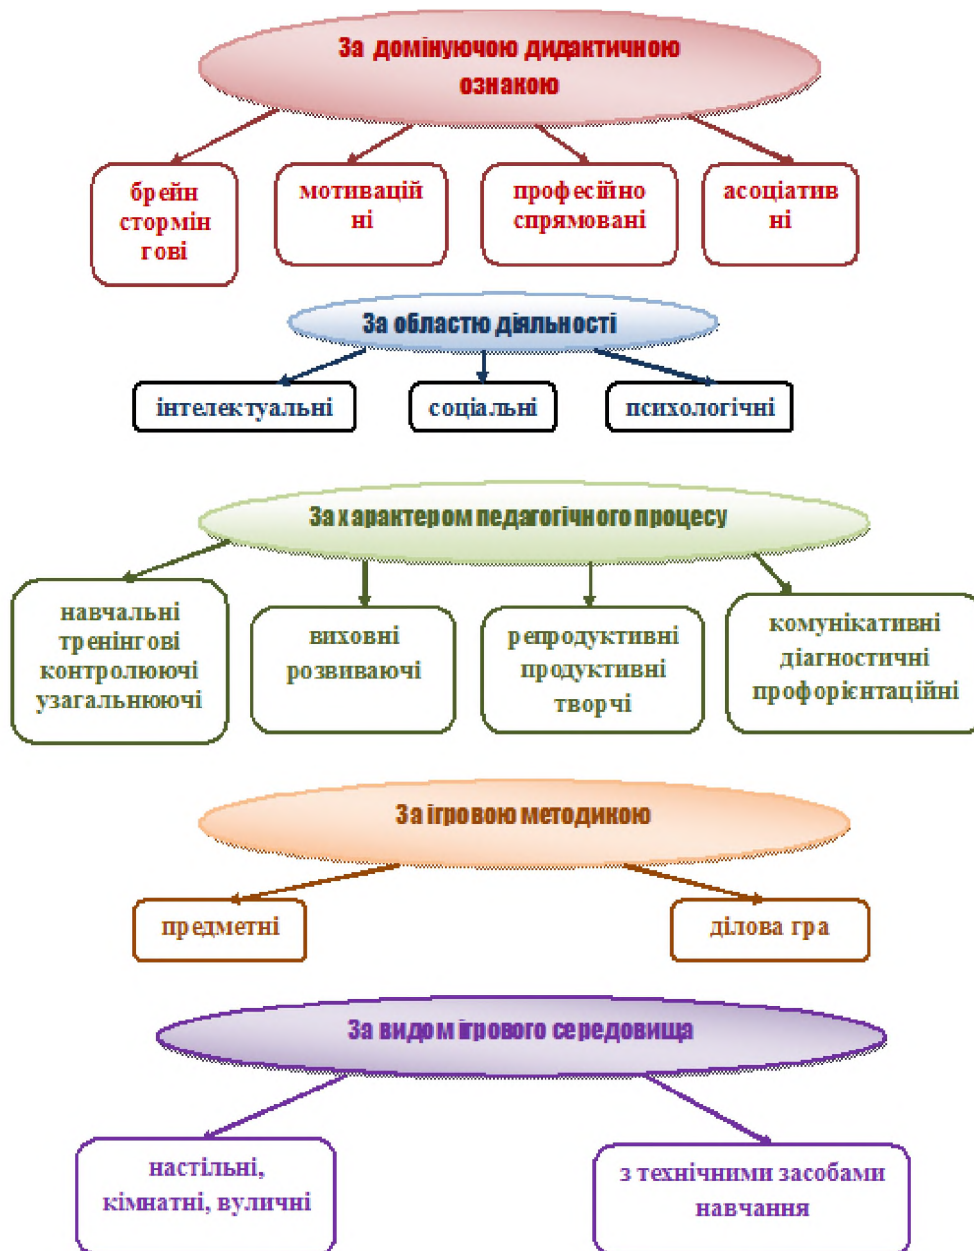 За домінуючою дидактичною
ознакою
брейн
стормін
гові
мотивацій
ні
професійно
спрямовані
асоціатив
ні
За областю діяльності
інтелектуальні
соціальні
психологічні
За характером педагогічного процесу
навчальні
тренінгові
контролюючі
узагальнюючі
виховні
розвиваючі
репродуктивні
продуктивні
творчі
комунікативні
діагностичні
профорієнтаційні
За ігровою методикою
предметні
ділова гра
За видом ігрового середовища
настільні,
кімнатні, вуличні
з технічними засобами
навчання